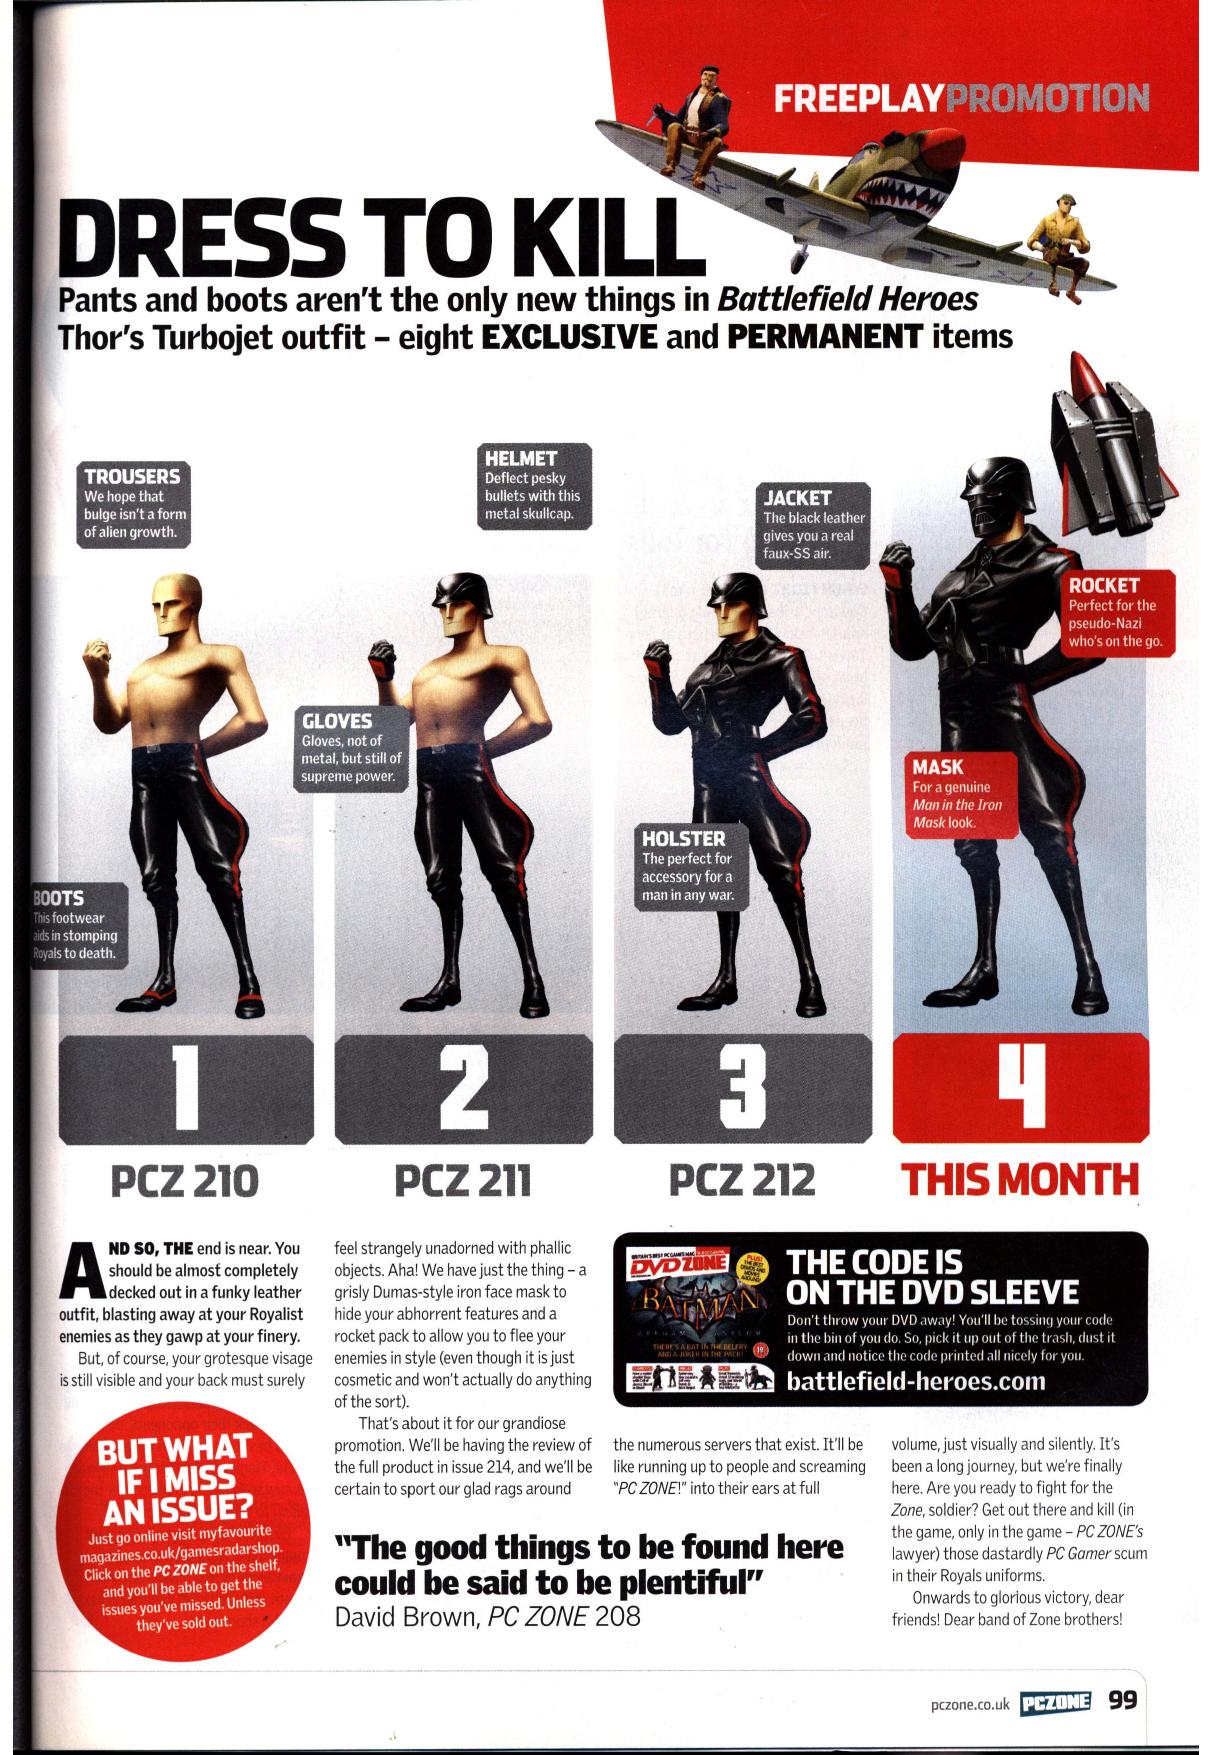 FREEPLAYPROMOTION
DRESS TO KILL
Pants and boots aren't the only new things in Battlefield Heroes
Thor's Turbojet outfit – eight EXCLUSIVE and PERMANENT items
TROUSERS
We hope that
bulge isn't a form
of alien growth.
HELMET
Deflect pesky
bullets with this
metal skullcap.
JACKET
The black leather
gives you a real
faux-SS air.
ROCKET
Perfect for the
pseudo-Nazi
who's on the go.
GLOVES
Gloves, not of
metal, but still of
supreme power.
MASK
For a genuine
Man in the Iron
Mask look.
HOLSTER
The perfect for
accessory for a
man in any war.
BOOTS
This footwear
aids in stomping
Royals to death.
1
2
3
4
PCZ 210
PCZ 211
PCZ 212
THIS MONTH
AND SO, THE end is near. You
should be almost completely
decked out in a funky leather
outfit, blasting away at your Royalist
enemies as they gawp at your finery.
But, of course, your grotesque visage
is still visible and your back must surely
BUT WHAT
IF I MISS
AN ISSUE?
Just go online visit myfavourite
magazines.co.uk/gamesradarshop.
Click on the PC ZONE on the shelf,
and you'll be able to get the
issues you've missed. Unless
they've sold out.
feel strangely unadorned with phallic
objects. Aha! We have just the thing – a
grisly Dumas-style iron face mask to
hide your abhorrent features and a
rocket pack to allow you to flee your
enemies in style (even though it is just
cosmetic and won't actually do anything
of the sort).
That's about it for our grandiose
promotion. We'll be having the review of
the full product in issue 214, and we'll be
certain to sport our glad rags around
BRITAIN'S BEST PC GAMES MAG
DVD ZONE
BATMAN
ARKHAM ASYLUM
THERE'S A BAT IN THE BELFRY
AND A JOKER IN THE PACK!
18
THE CODE IS
ON THE DVD SLEEVE
Don't throw your DVD away! You'll be tossing your code
in the bin of you do. So, pick it up out of the trash, dust it
down and notice the code printed all nicely for you.
battlefield-heroes.com
the numerous servers that exist. It'll be
like running up to people and screaming
"PC ZONE!" into their ears at full
volume, just visually and silently. It's
been a long journey, but we're finally
here. Are you ready to fight for the
Zone, soldier? Get out there and kill (in
the game, only in the game – PC ZONE's
lawyer) those dastardly PC Gamer scum
in their Royals uniforms.
Onwards to glorious victory, dear
friends! Dear band of Zone brothers!
"The good things to be found here
could be said to be plentiful"
David Brown, PC ZONE 208
pczone.co.uk PCZONE 99